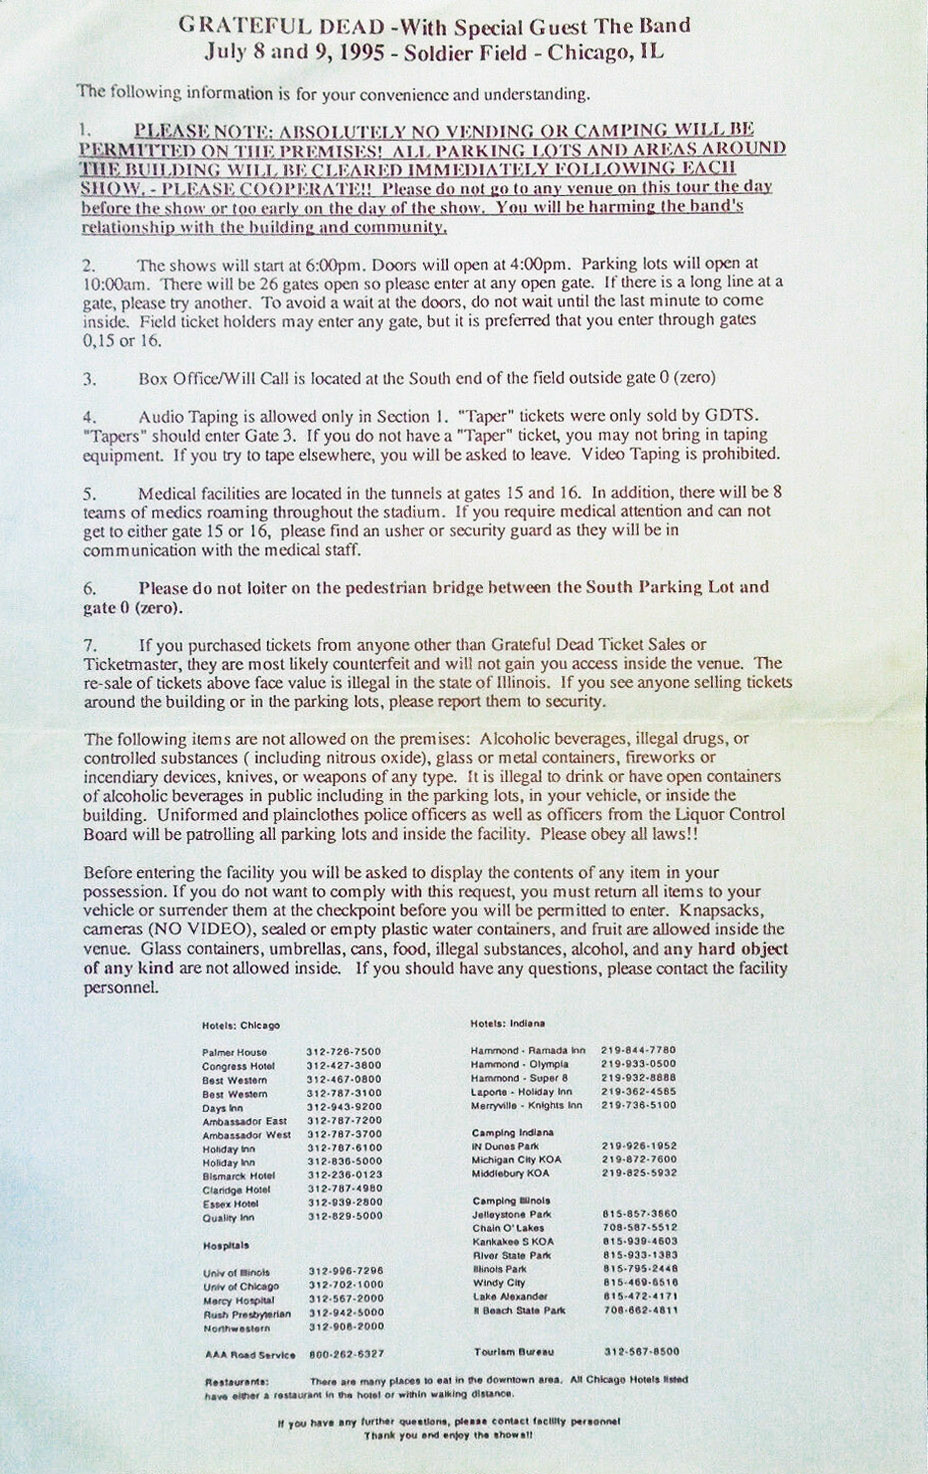 GRATEFUL DEAD -With Special Guest The Band
July 8 and 9, 1995 - Soldier Field - Chicago, IL
The following information is for your convenience and understanding.
1. PLEASE NOTE: ABSOLUTELY NO VENDING OR CAMPING WILL BE
PERMITTED ON THE PREMISES! ALL PARKING LOTS AND AREAS AROUND
THE BUILDING WILL BE CLEARED IMMEDIATELY FOLLOWING EACH
SHOW. - PLEASE COOPERATE!! Please do not go to any venue on this tour the day
before the show or too early on the day of the show. You will be harming the band's
relationship with the building and community.
2. The shows will start at 6:00pm. Doors will open at 4:00pm. Parking lots will open at
10:00am. There will be 26 gates open so please enter at any open gate. If there is a long line at a
gate, please try another. To avoid a wait at the doors, do not wait until the last minute to come
inside. Field ticket holders may enter any gate, but it is preferred that you enter through gates
0,15 or 16.
3. Box Office/Will Call is located at the South end of the field outside gate 0 (zero)
4. Audio Taping is allowed only in Section 1. "Taper" tickets were only sold by GDTS.
"Tapers" should enter Gate 3. If you do not have a "Taper" ticket, you may not bring in taping
equipment. If you try to tape elsewhere, you will be asked to leave. Video Taping is prohibited.
5. Medical facilities are located in the tunnels at gates 15 and 16. In addition, there will be 8
teams of medics roaming throughout the stadium. If you require medical attention and can not
get to either gate 15 or 16, please find an usher or security guard as they will be in
communication with the medical staff.
6. Please do not loiter on the pedestrian bridge between the South Parking Lot and
gate 0 (zero).
7. If you purchased tickets from anyone other than Grateful Dead Ticket Sales or
Ticketmaster, they are most likely counterfeit and will not gain you access inside the venue. The
re-sale of tickets above face value is illegal in the state of Illinois. If you see anyone selling tickets
around the building or in the parking lots, please report them to security.
The following items are not allowed on the premises: Alcoholic beverages, illegal drugs, or
controlled substances ( including nitrous oxide), glass or metal containers, fireworks or
incendiary devices, knives, or weapons of any type. It is illegal to drink or have open containers
of alcoholic beverages in public including in the parking lots, in your vehicle, or inside the
building. Uniformed and plainclothes police officers as well as officers from the Liquor Control
Board will be patrolling all parking lots and inside the facility. Please obey all laws!!
Before entering the facility you will be asked to display the contents of any item in your
possession. If you do not want to comply with this request, you must return all items to your
vehicle or surrender them at the checkpoint before you will be permitted to enter. Knapsacks,
cameras (NO VIDEO), sealed or empty plastic water containers, and fruit are allowed inside the
venue. Glass containers, umbrellas, cans, food, illegal substances, alcohol, and any hard object
of any kind are not allowed inside. If you should have any questions, please contact the facility
personnel.
Hotels: Chicago
Palmer House 312-726-7500
Congress Hotel 312-427-3800
Best Western 312-467-0800
Best Western 312-787-3100
Days Inn 312-943-9200
Ambassador East 312-787-7200
Ambassador West 312-787-3700
Holiday Inn 312-787-6100
Holiday Inn 312-836-5000
Bismarck Hotel 312-236-0123
Claridge Hotel 312-787-4980
Essex Hotel 312-939-2800
Quality Inn 312-829-5000
Hospitals
Univ of Illinois 312-996-7296
Univ of Chicago 312-702-1000
Mercy Hospital 312-567-2000
Rush Presbyterian 312-942-5000
Northwestern 312-908-2000
AAA Road Service 800-262-6327
Hotels: Indiana
Hammond - Ramada Inn 219-844-7780
Hammond - Olympia 219-933-0500
Hammond - Super 8 219-932-8888
Laporte - Holiday Inn 219-362-4585
Merryville - Knights Inn 219-736-5100
Camping Indiana
IN Dunes Park 219-926-1952
Michigan City KOA 219-872-7600
Middlebury KOA 219-825-5932
Camping Illinois
Jelleystone Park 815-857-3860
Chain O' Lakes 708-587-5512
Kankakee S KOA 815-939-4603
River State Park 815-933-1383
Illinois Park 815-795-2448
Windy City 815-469-6516
Lake Alexander 815-472-4171
Il Beach State Park 708-662-4811
Tourism Bureau 312-567-8500
Restaurants: There are many places to eat in the downtown area. All Chicago Hotels listed
have either a restaurant in the hotel or within walking distance.
If you have any further questions, please contact facility personnel
Thank you and enjoy the shows!!